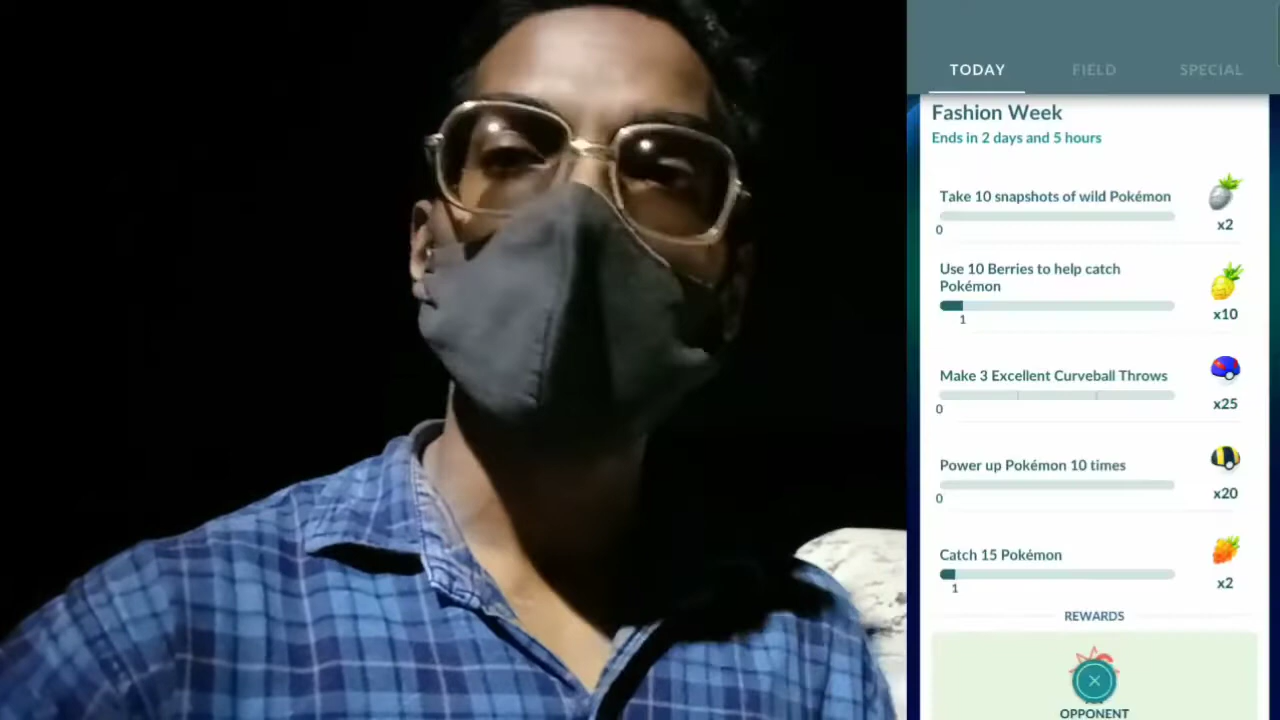 TODAY
FIELD
SPECIAL
Fashion Week
Ends in 2 days and 5 hours
Take 10 snapshots of wild Pokémon
0
x2
Use 10 Berries to help catch
Pokémon
1
x10
Make 3 Excellent Curveball Throws
0
x25
Power up Pokémon 10 times
0
x20
Catch 15 Pokémon
1
x2
REWARDS
OPPONENT